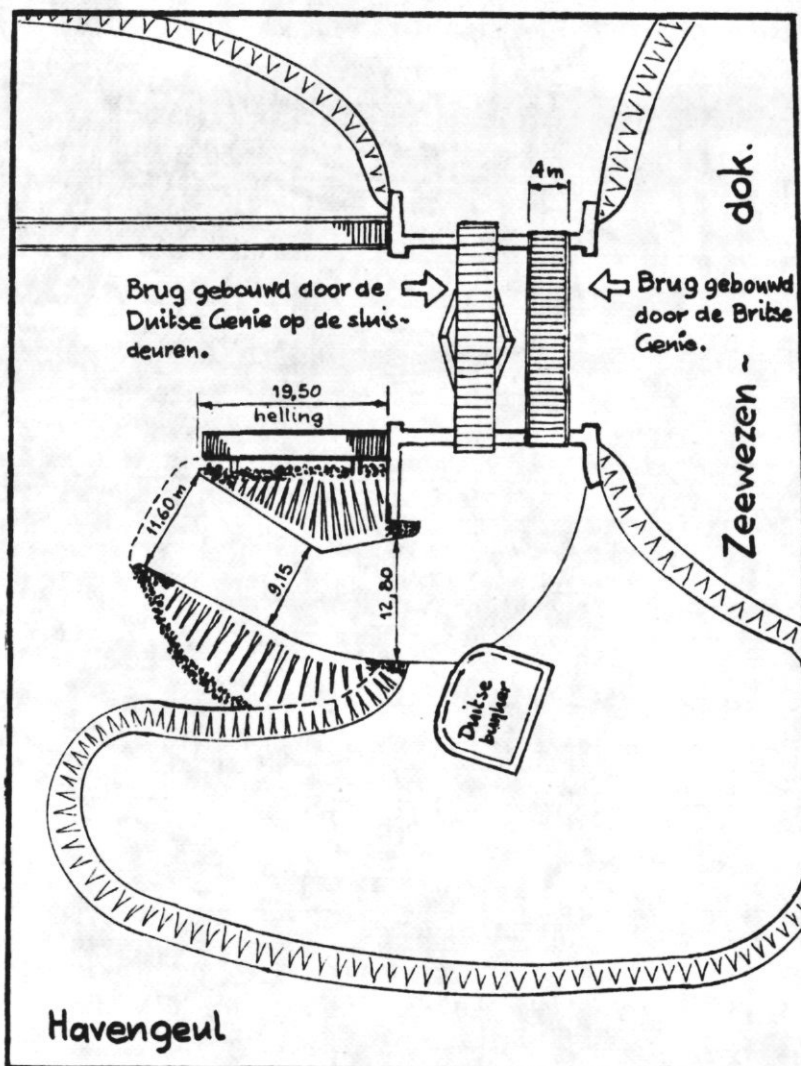 4m
Zeewezen - dok.
Brug gebouwd door de
Duitse Genie op de sluis-
deuren.
Brug gebouwd
door de Britse
Genie.
19,50
helling
11.60 m
9,15
12,80
Duitse
bunker
Havengeul